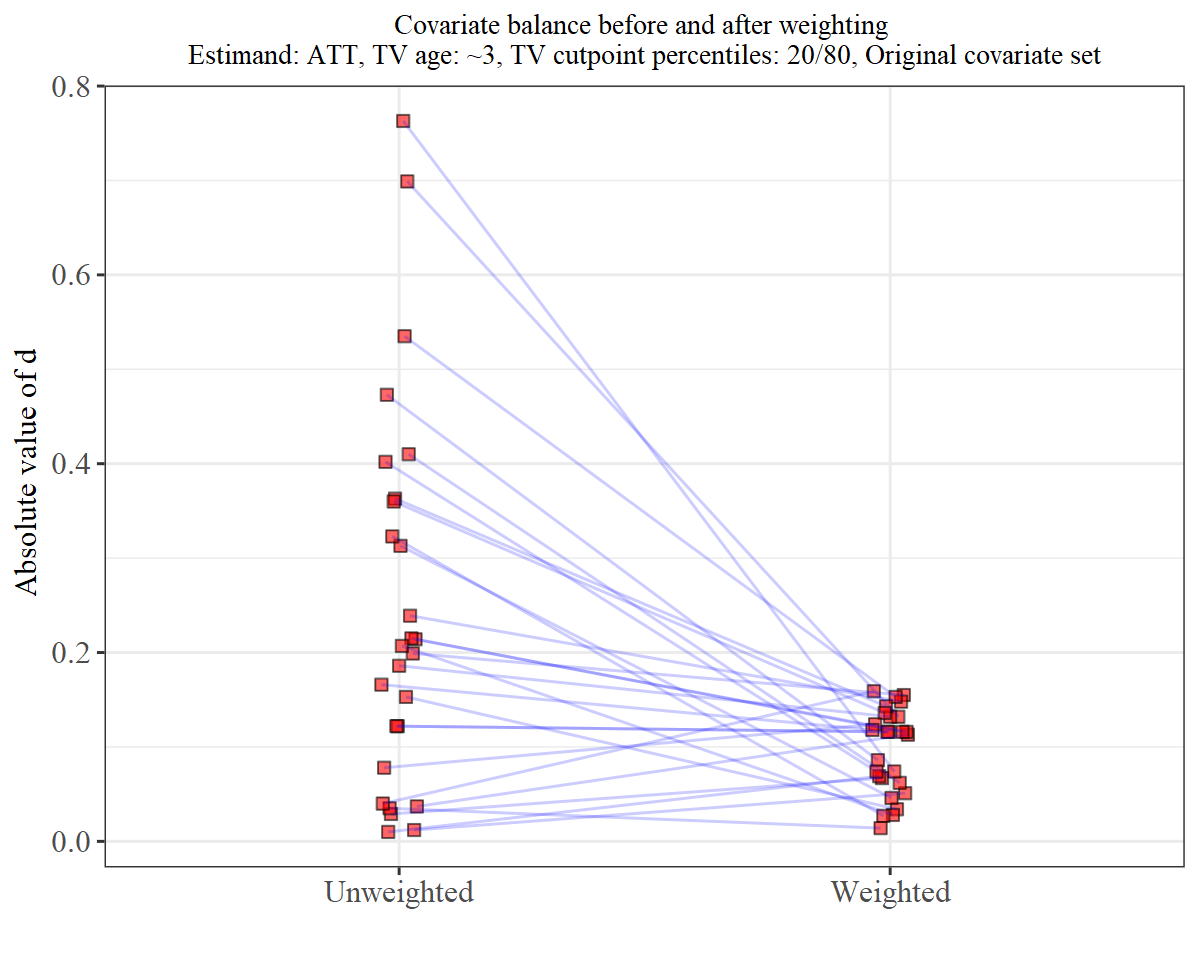 Covariate balance before and after weighting
Estimand: ATT, TV age: ~3, TV cutpoint percentiles: 20/80, Original covariate set
Absolute value of d
0.8
0.6
0.4
0.2
0.0
Unweighted
Weighted